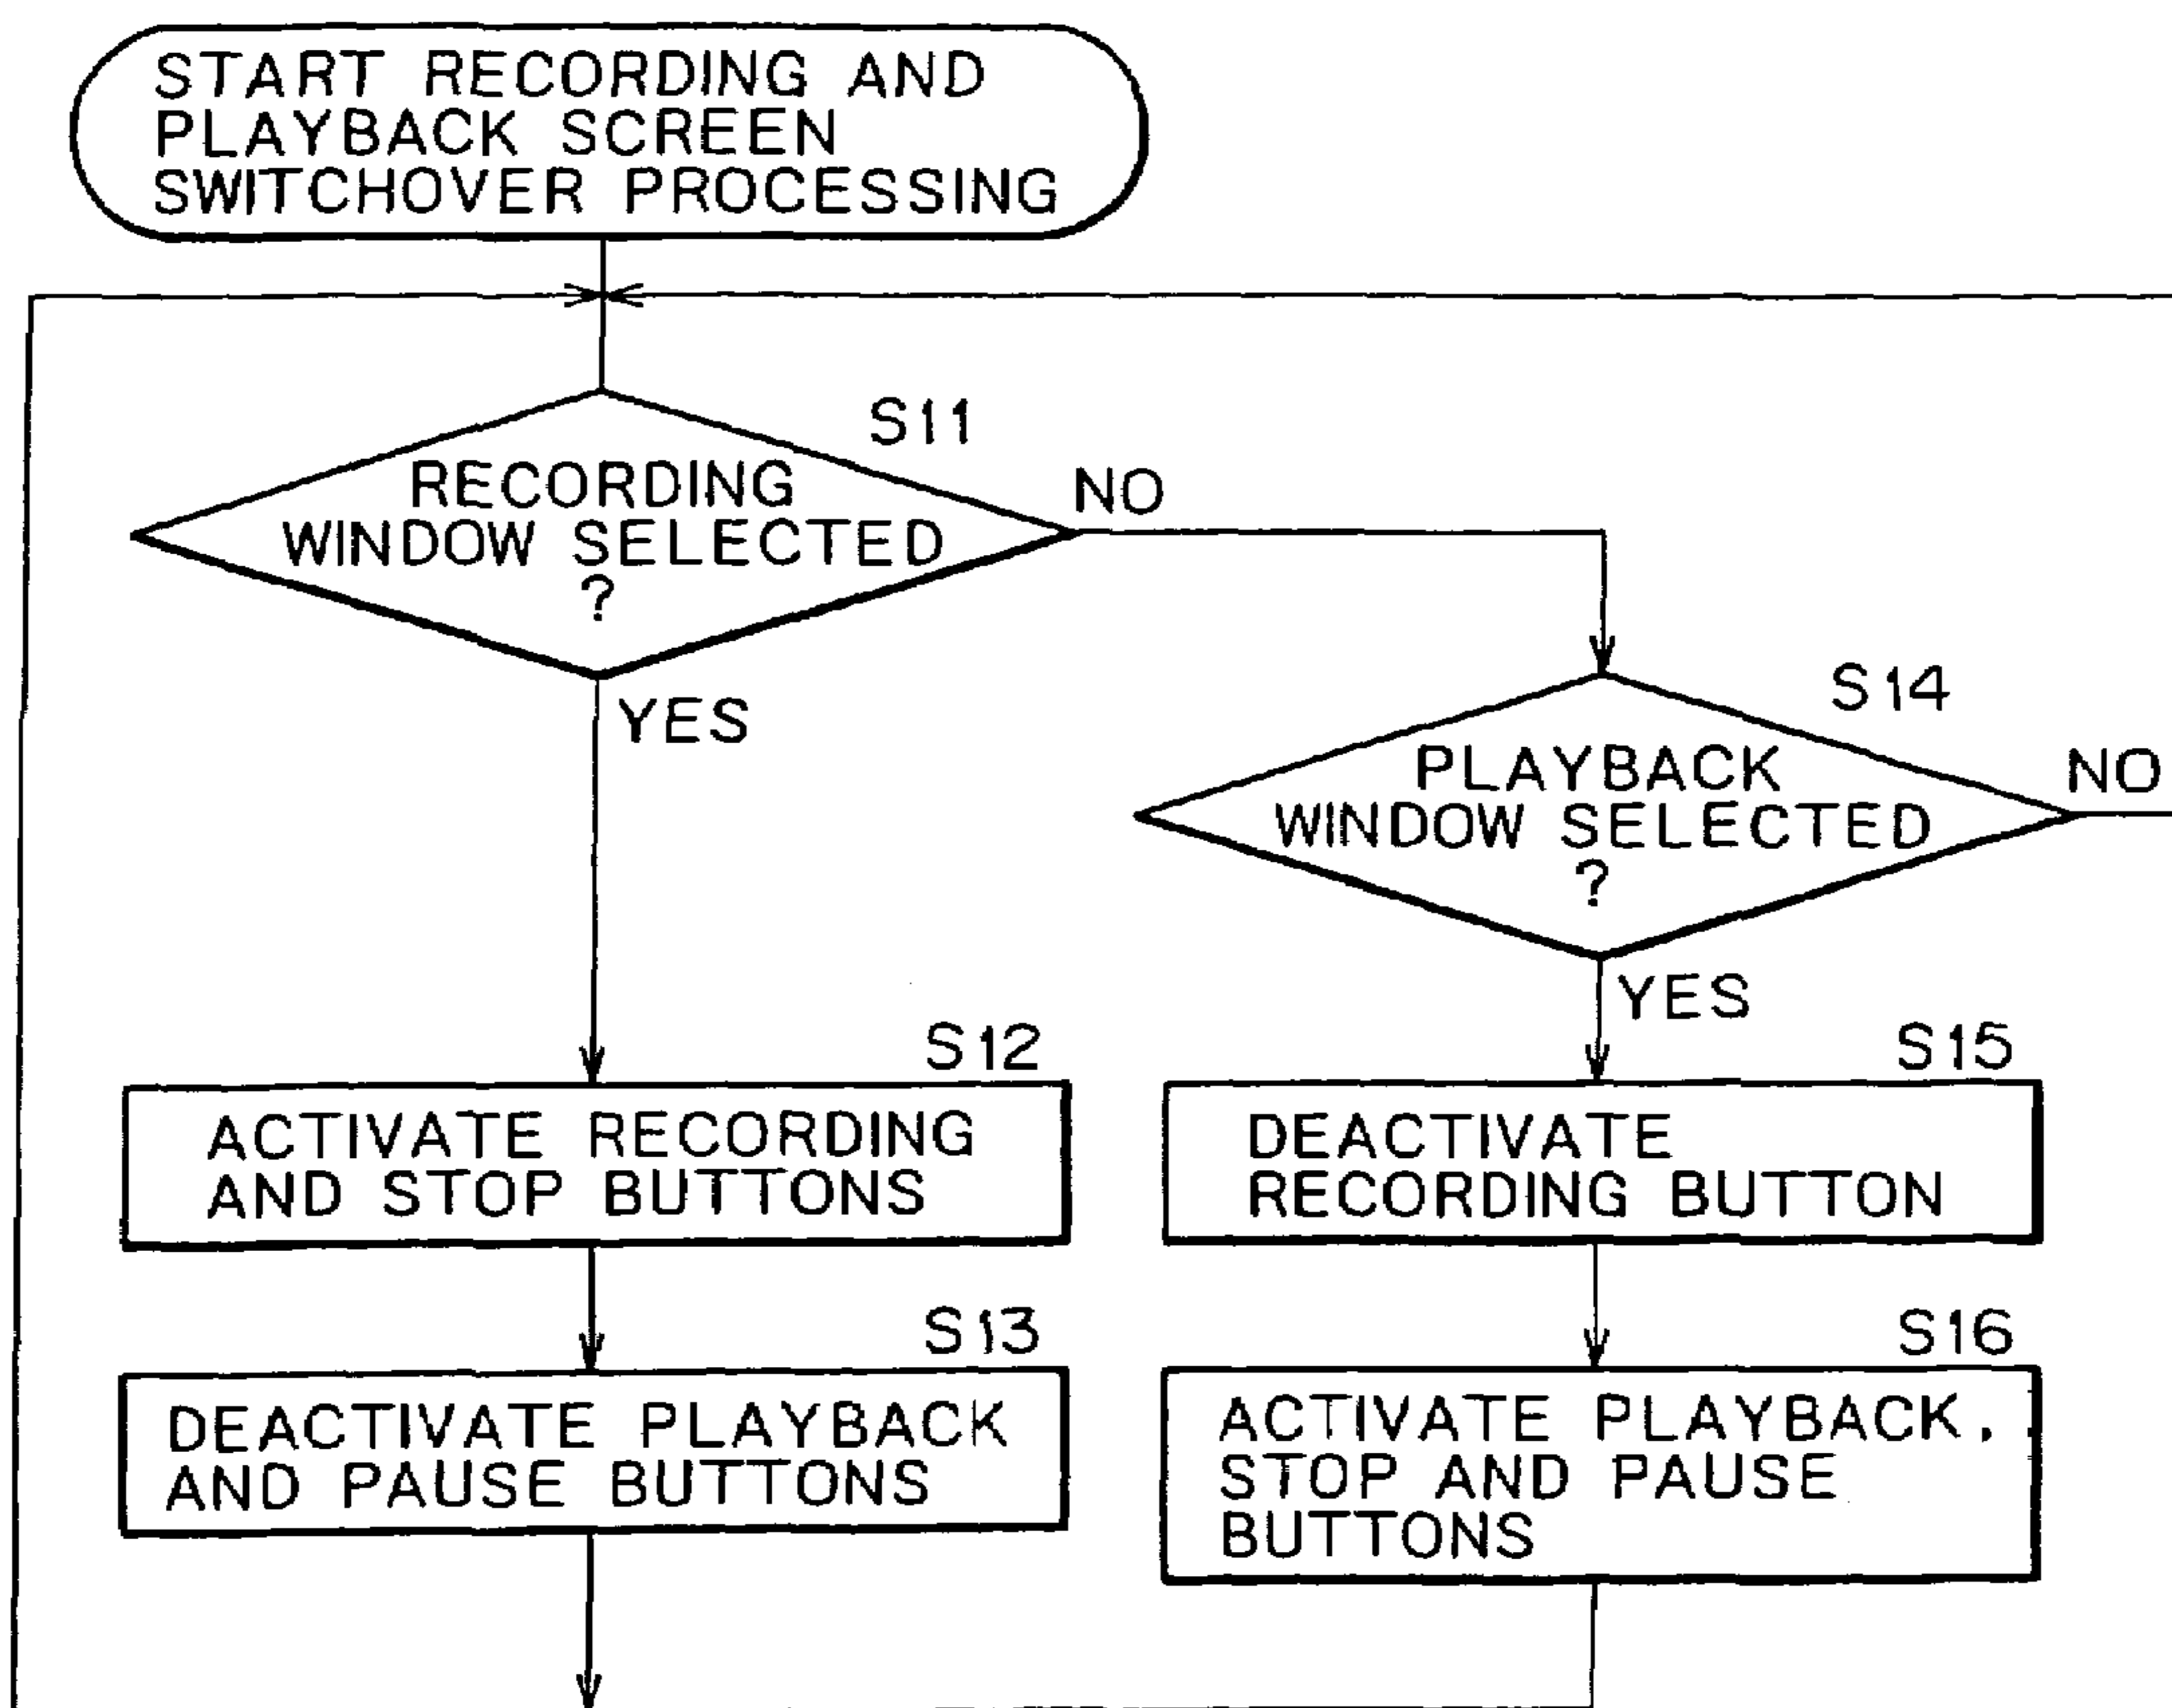 START RECORDING AND
PLAYBACK SCREEN
SWITCHOVER PROCESSING
S11
RECORDING
WINDOW SELECTED
?
NO
YES
S14
PLAYBACK
WINDOW SELECTED
?
NO
YES
S12
ACTIVATE RECORDING
AND STOP BUTTONS
S15
DEACTIVATE
RECORDING BUTTON
S13
DEACTIVATE PLAYBACK
AND PAUSE BUTTONS
S16
ACTIVATE PLAYBACK,
STOP AND PAUSE
BUTTONS